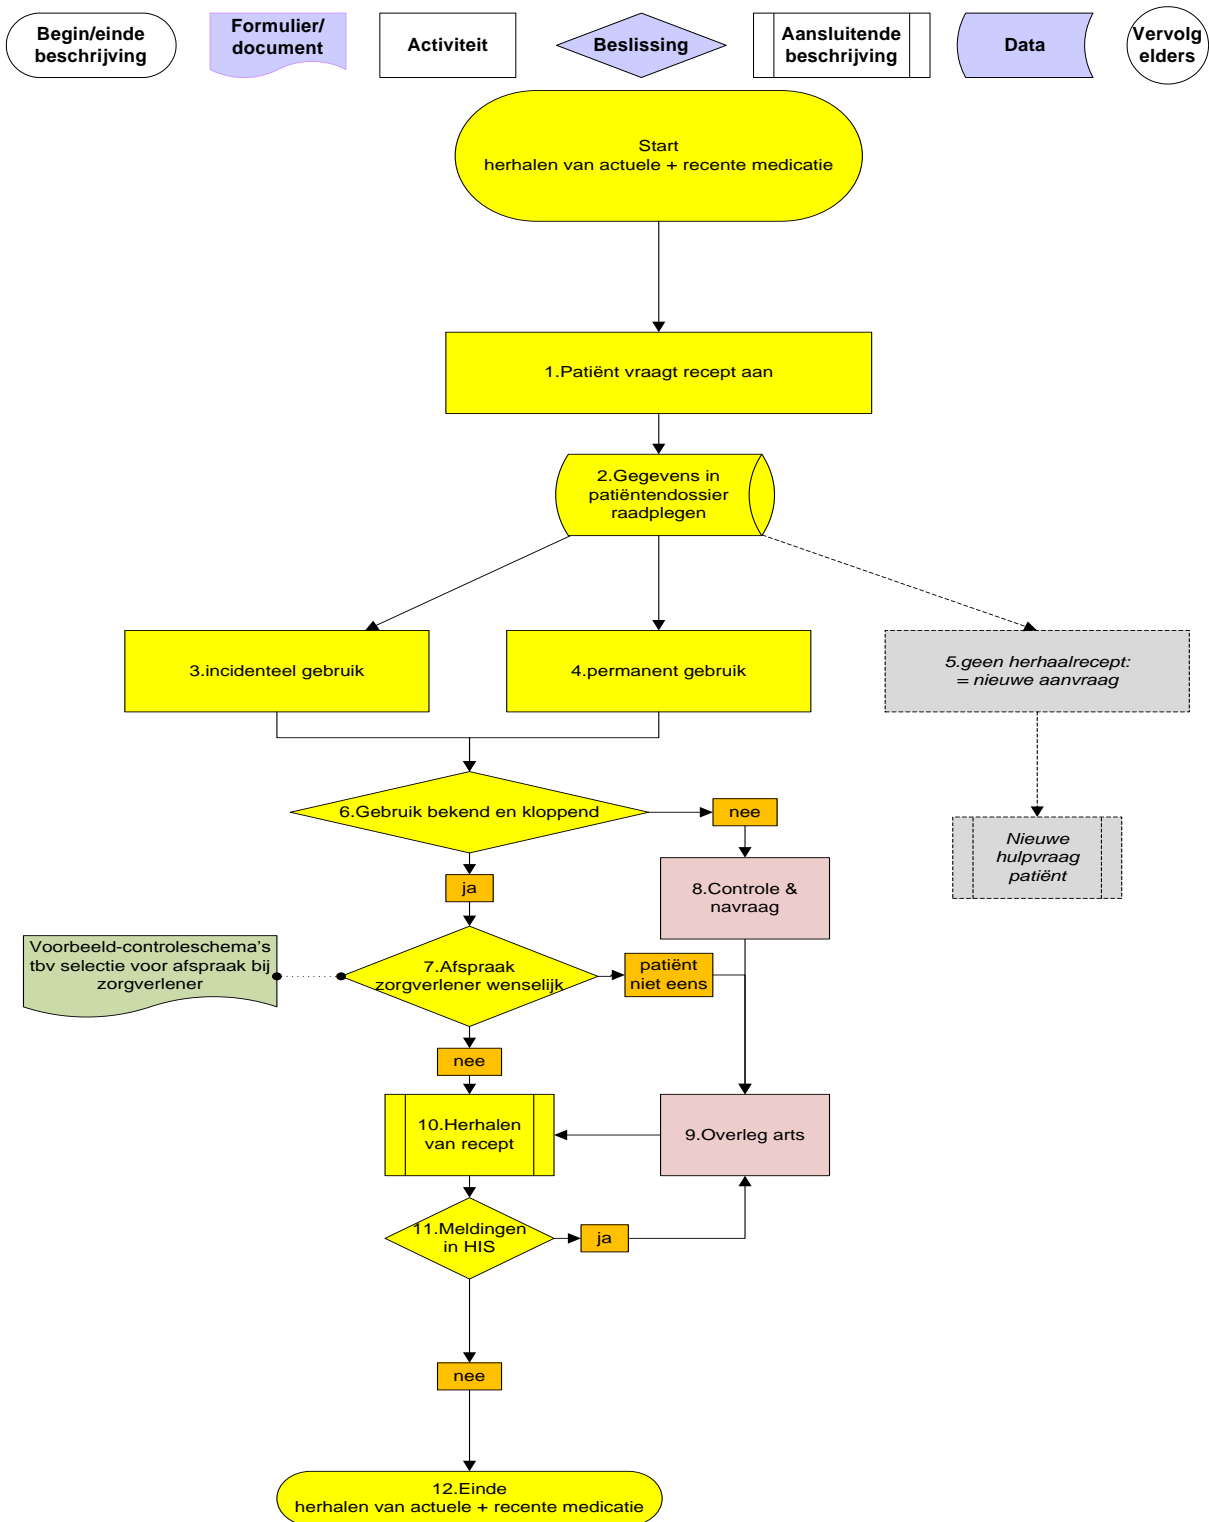 Begin/einde
beschrijving
Formulier/
document
Activiteit
Beslissing
Aansluitende
beschrijving
Data
Vervolg
elders
Start
herhalen van actuele + recente medicatie
1.Patiënt vraagt recept aan
2.Gegevens in
patiëntendossier
raadplegen
3.incidenteel gebruik
4.permanent gebruik
5.geen herhaalrecept:
= nieuwe aanvraag
6.Gebruik bekend en kloppend
nee
Nieuwe
hulpvraag
patiënt
ja
8.Controle &
navraag
Voorbeeld-controleschema's
tbv selectie voor afspraak bij
zorgverlener
7.Afspraak
zorgverlener wenselijk
patiënt
niet eens
nee
10.Herhalen
van recept
9.Overleg arts
11.Meldingen
in HIS
ja
nee
12.Einde
herhalen van actuele + recente medicatie